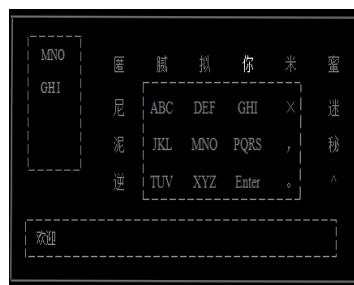 MNO
GHI
匿 腻 拟 你 米 蜜
尼 ABC DEF GHI × 迷
泥 JKL MNO PQRS , 秘
逆 TUV XYZ Enter 。 ^
欢迎